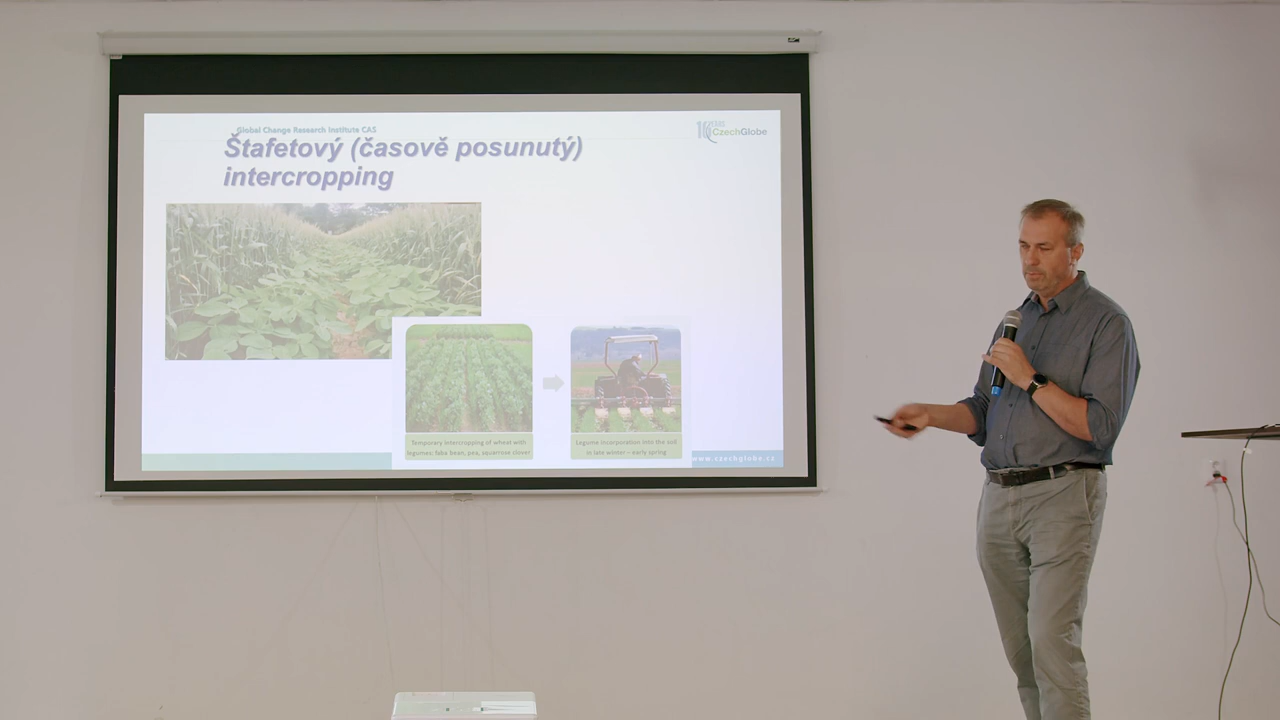 Global Change Research Institute CAS
CzechGlobe
Štafetový (časově posunutý)
intercropping
Temporary intercropping of wheat with
legumes: faba bean, pea, squarrose clover
Legume incorporation into the soil
in late winter – early spring
www.czechglobe.cz